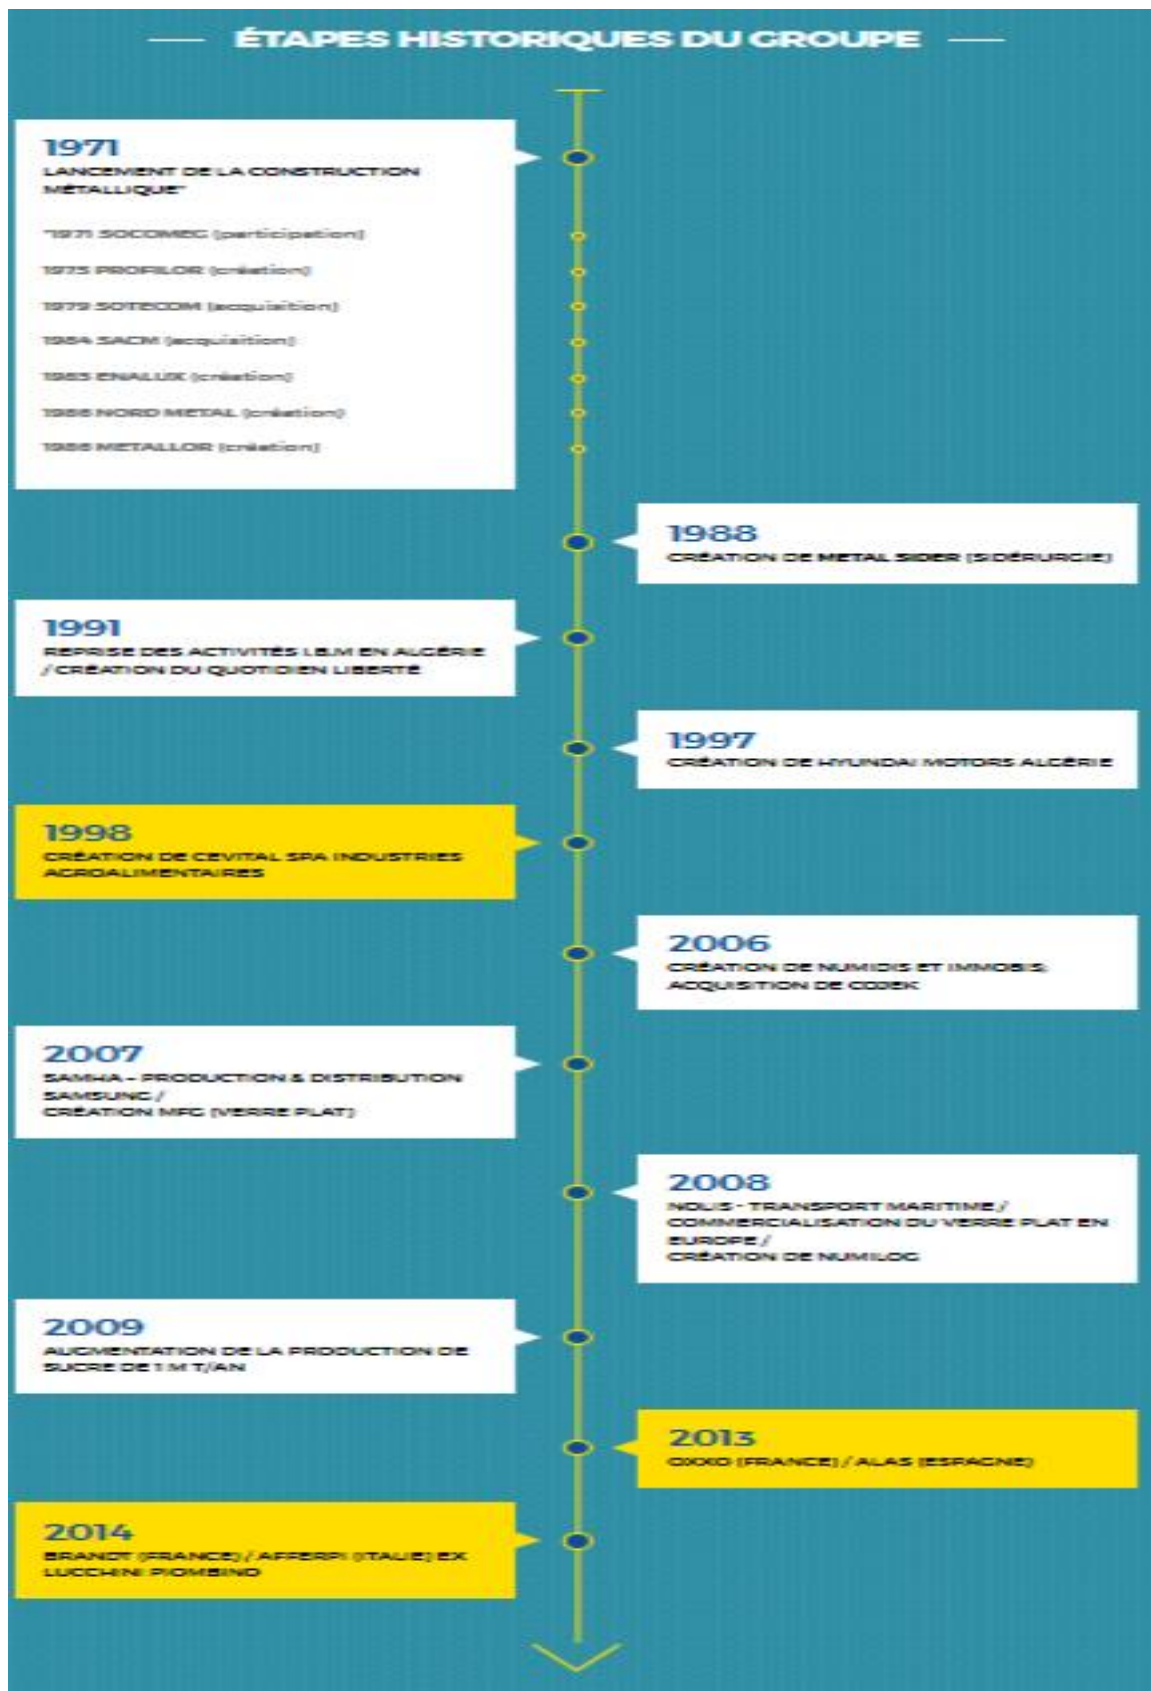 ÉTAPES HISTORIQUES DU GROUPE
1971
LANCEMENT DE LA CONSTRUCTION
MÉTALLIQUE*
*1971 SOCOMEG (participation)
1975 PROFILOR (création)
1979 SOTECOM (acquisition)
1984 SACM (acquisition)
1985 ENALUX (création)
1986 NORD METAL (création)
1986 METALLOR (création)
1988
CRÉATION DE METAL SIDER (SIDÉRURGIE)
1991
REPRISE DES ACTIVITÉS I.B.M EN ALGÉRIE
/ CRÉATION DU QUOTIDIEN LIBERTÉ
1997
CRÉATION DE HYUNDAI MOTORS ALGÉRIE
1998
CRÉATION DE CEVITAL SPA INDUSTRIES
AGROALIMENTAIRES
2006
CRÉATION DE NUMIDIS ET IMMOBIS,
ACQUISITION DE COJEK
2007
SAMHA – PRODUCTION & DISTRIBUTION
SAMSUNG /
CRÉATION MFG (VERRE PLAT)
2008
NOLIS - TRANSPORT MARITIME /
COMMERCIALISATION DU VERRE PLAT EN
EUROPE /
CRÉATION DE NUMILOG
2009
AUGMENTATION DE LA PRODUCTION DE
SUCRE DE 1 M T/AN
2013
OXXO (FRANCE) / ALAS (ESPAGNE)
2014
BRANDT (FRANCE) / AFFERPI (ITALIE) EX
LUCCHINI PIOMBINO